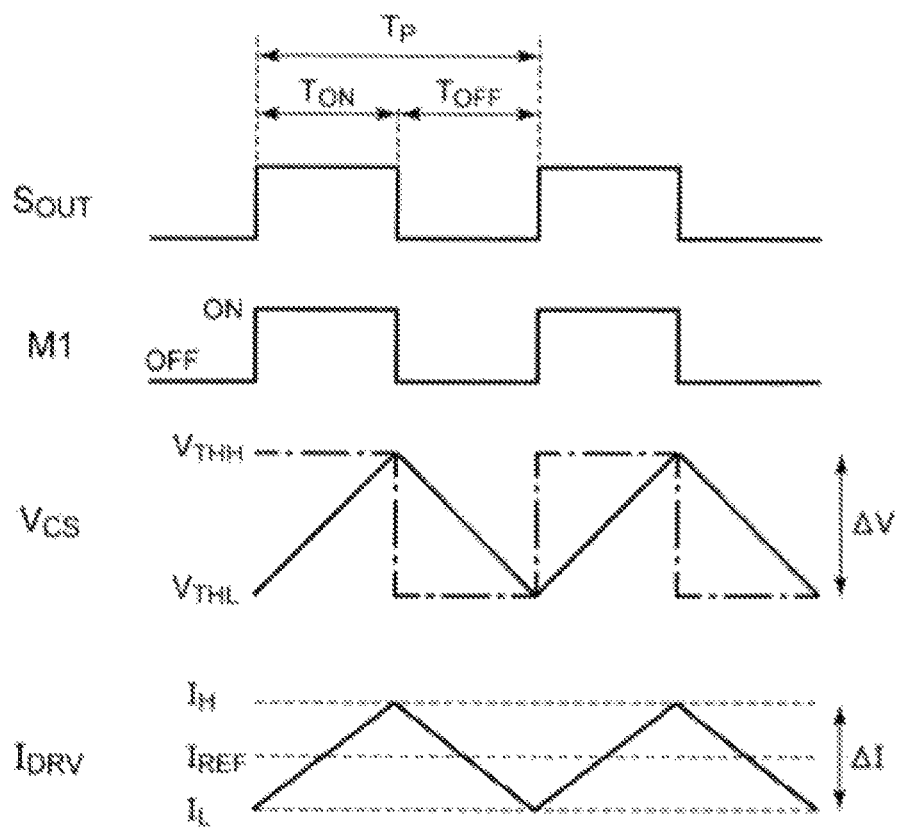 TP
TON TOFF
SOUT
ON
M1
OFF
VTHH
VCS
ΔV
VTHL
IH
IDRV
IREF
ΔI
IL